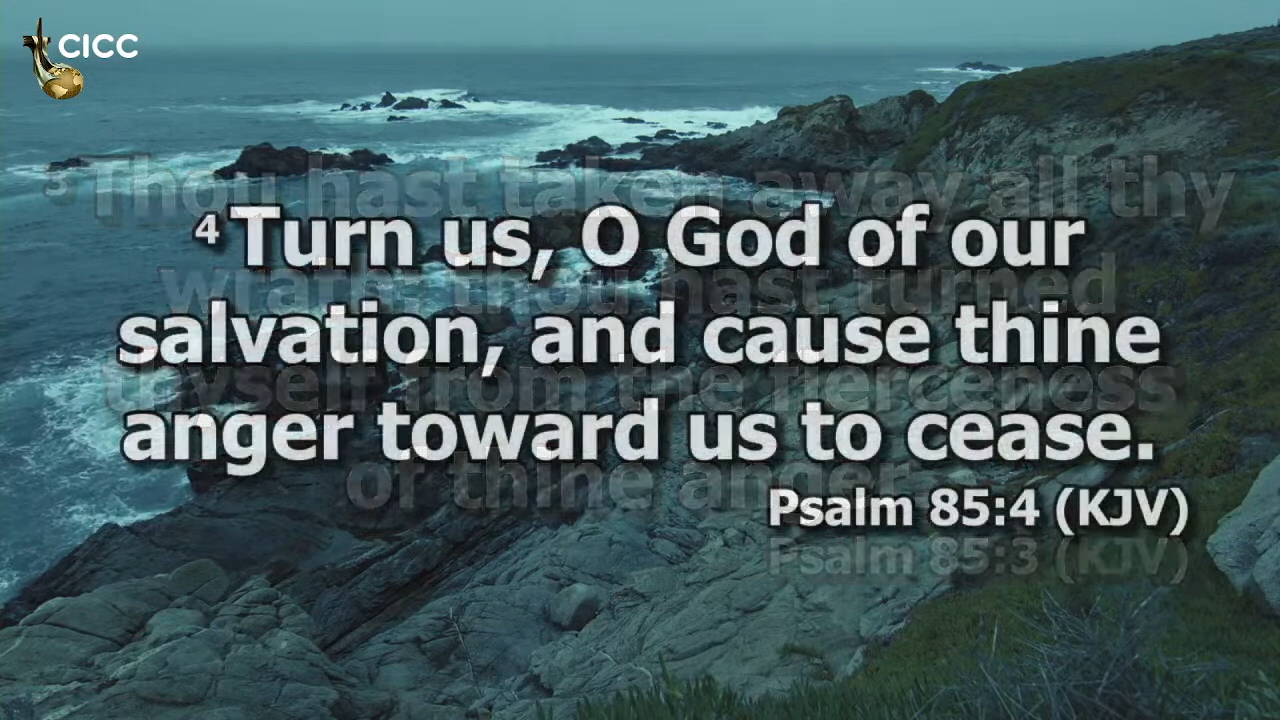 CICC
3 Thou hast taken away all thy
wrath: thou hast turned
thyself from the fierceness
of thine anger.
Psalm 85:3 (KJV)
4 Turn us, O God of our
salvation, and cause thine
anger toward us to cease.
Psalm 85:4 (KJV)